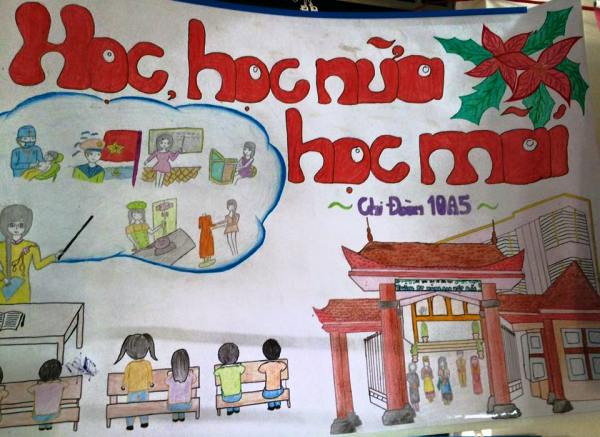 Học, học nữa
học mãi
~ Chi Đoàn 10A5 ~